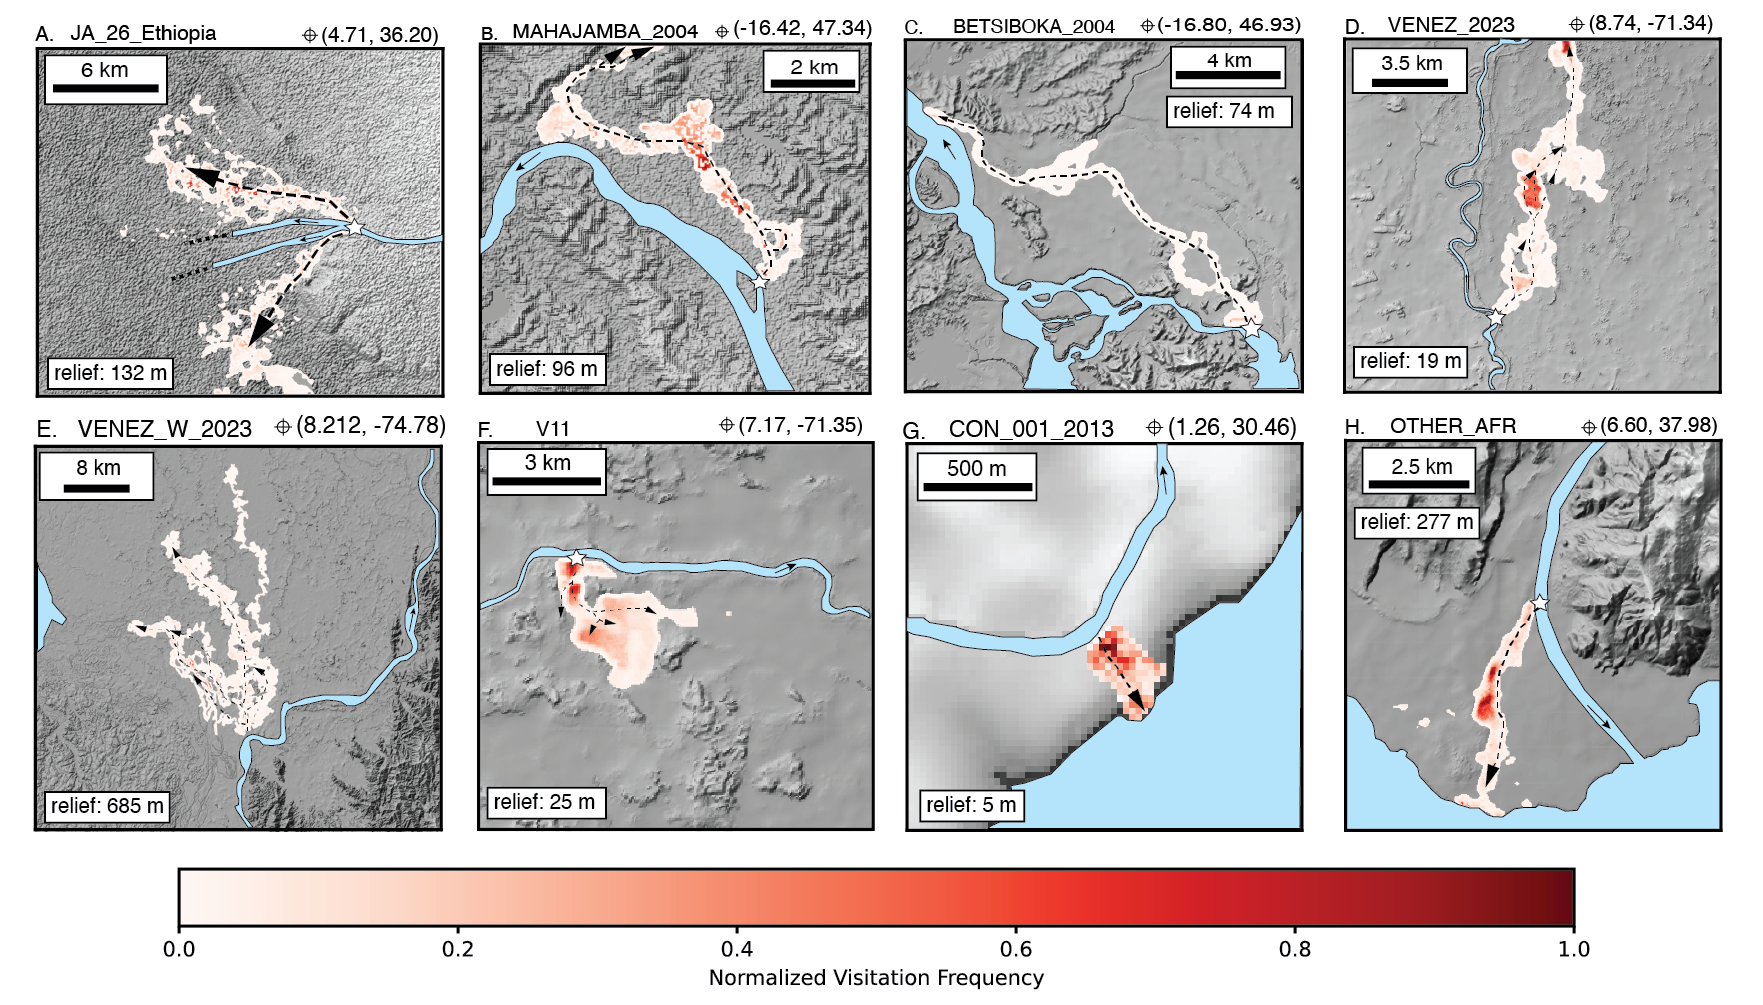 A. JA_26_Ethiopia (4.71, 36.20)
6 km
relief: 132 m
B. MAHAJAMBA_2004 (-16.42, 47.34)
2 km
relief: 96 m
C. BETSIBOKA_2004 (-16.80, 46.93)
4 km
relief: 74 m
D. VENEZ_2023 (8.74, -71.34)
3.5 km
relief: 19 m
E. VENEZ_W_2023 (8.212, -74.78)
8 km
relief: 685 m
F. V11 (7.17, -71.35)
3 km
relief: 25 m
G. CON_001_2013 (1.26, 30.46)
500 m
relief: 5 m
H. OTHER_AFR (6.60, 37.98)
2.5 km
relief: 277 m
0.0 0.2 0.4 0.6 0.8 1.0
Normalized Visitation Frequency